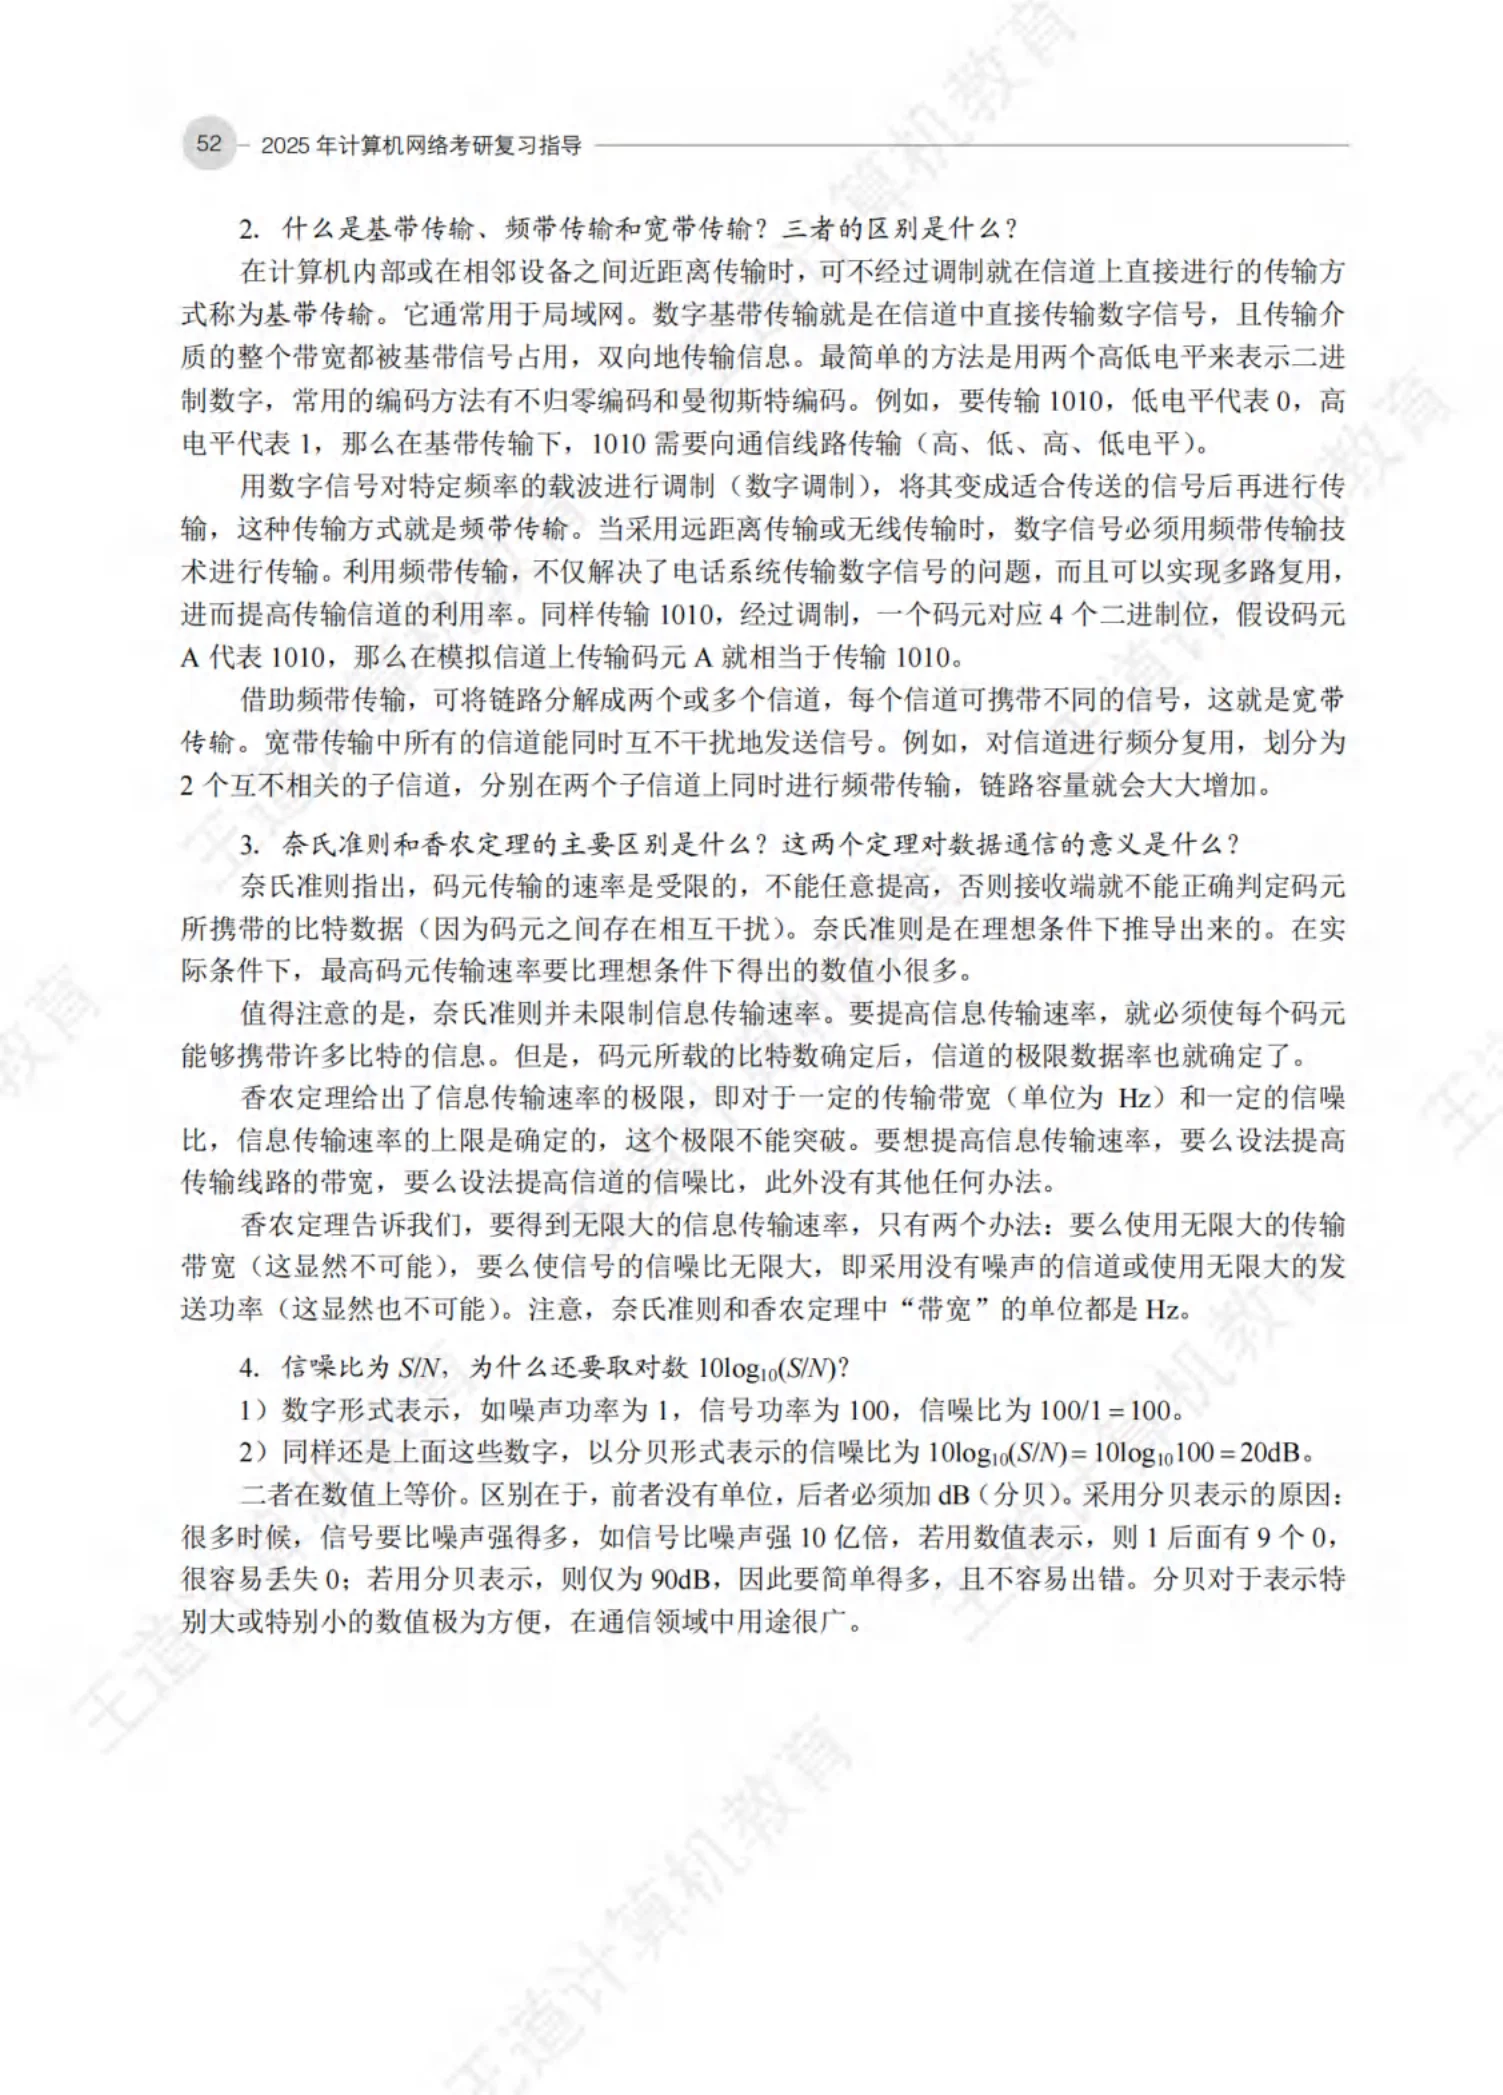 52 2025 年计算机网络考研复习指导
2. 什么是基带传输、频带传输和宽带传输？三者的区别是什么？
在计算机内部或在相邻设备之间近距离传输时，可不经过调制就在信道上直接进行的传输方
式称为基带传输。它通常用于局域网。数字基带传输就是在信道中直接传输数字信号，且传输介
质的整个带宽都被基带信号占用，双向地传输信息。最简单的方法是用两个高低电平来表示二进
制数字，常用的编码方法有不归零编码和曼彻斯特编码。例如，要传输 1010，低电平代表 0，高
电平代表 1，那么在基带传输下，1010 需要向通信线路传输（高、低、高、低电平）。
用数字信号对特定频率的载波进行调制（数字调制），将其变成适合传送的信号后再进行传
输，这种传输方式就是频带传输。当采用远距离传输或无线传输时，数字信号必须用频带传输技
术进行传输。利用频带传输，不仅解决了电话系统传输数字信号的问题，而且可以实现多路复用，
进而提高传输信道的利用率。同样传输 1010，经过调制，一个码元对应 4 个二进制位，假设码元
A 代表 1010，那么在模拟信道上传输码元 A 就相当于传输 1010。
借助频带传输，可将链路分解成两个或多个信道，每个信道可携带不同的信号，这就是宽带
传输。宽带传输中所有的信道能同时互不干扰地发送信号。例如，对信道进行频分复用，划分为
2 个互不相关的子信道，分别在两个子信道上同时进行频带传输，链路容量就会大大增加。
3. 奈氏准则和香农定理的主要区别是什么？这两个定理对数据通信的意义是什么？
奈氏准则指出，码元传输的速率是受限的，不能任意提高，否则接收端就不能正确判定码元
所携带的比特数据（因为码元之间存在相互干扰）。奈氏准则是在理想条件下推导出来的。在实
际条件下，最高码元传输速率要比理想条件下得出的数值小很多。
值得注意的是，奈氏准则并未限制信息传输速率。要提高信息传输速率，就必须使每个码元
能够携带许多比特的信息。但是，码元所载的比特数确定后，信道的极限数据率也就确定了。
香农定理给出了信息传输速率的极限，即对于一定的传输带宽（单位为 Hz）和一定的信噪
比，信息传输速率的上限是确定的，这个极限不能突破。要想提高信息传输速率，要么设法提高
传输线路的带宽，要么设法提高信道的信噪比，此外没有其他任何办法。
香农定理告诉我们，要得到无限大的信息传输速率，只有两个办法：要么使用无限大的传输
带宽（这显然不可能），要么使信号的信噪比无限大，即采用没有噪声的信道或使用无限大的发
送功率（这显然也不可能）。注意，奈氏准则和香农定理中“带宽”的单位都是 Hz。
4. 信噪比为 S/N，为什么还要取对数 10log₁₀(S/N)？
1）数字形式表示，如噪声功率为 1，信号功率为 100，信噪比为 100/1 = 100。
2）同样还是上面这些数字，以分贝形式表示的信噪比为 10log₁₀(S/N) = 10log₁₀100 = 20dB。
二者在数值上等价。区别在于，前者没有单位，后者必须加 dB（分贝）。采用分贝表示的原因：
很多时候，信号要比噪声强得多，如信号比噪声强 10 亿倍，若用数值表示，则 1 后面有 9 个 0，
很容易丢失 0；若用分贝表示，则仅为 90dB，因此要简单得多，且不容易出错。分贝对于表示特
别大或特别小的数值极为方便，在通信领域中用途很广。
王道计算机教育